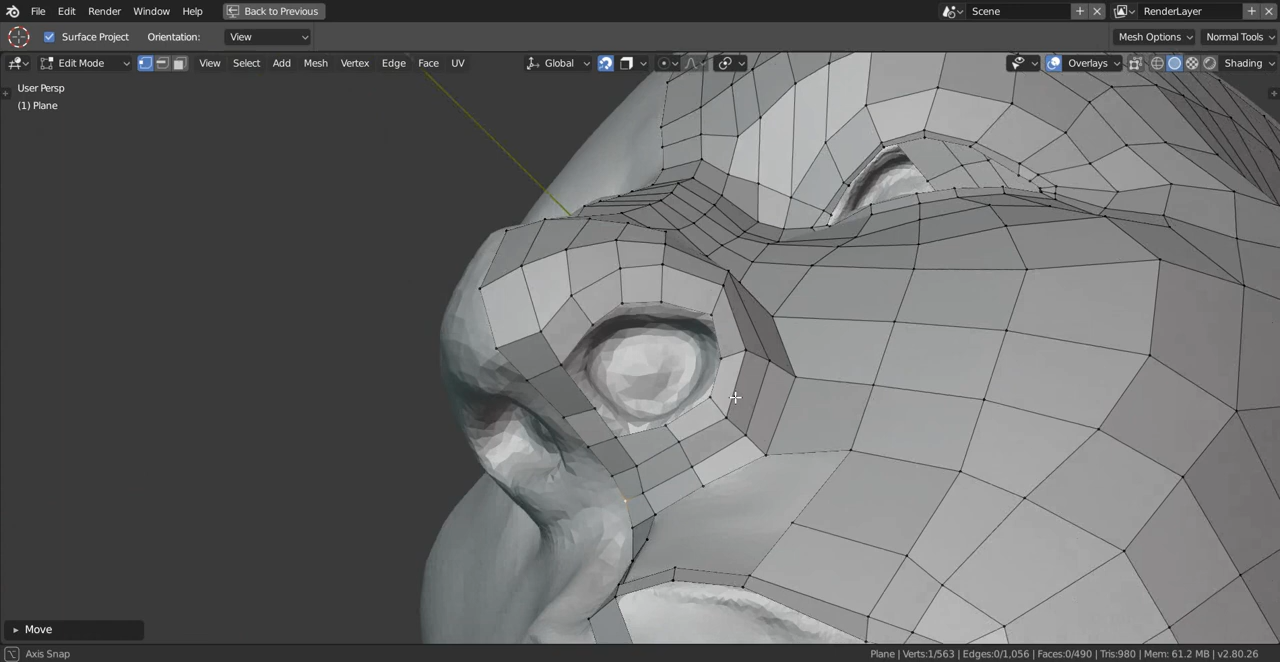 File Edit Render Window Help Back to Previous Scene RenderLayer
Surface Project Orientation: View Mesh Options Normal Tools
Edit Mode View Select Add Mesh Vertex Edge Face UV Global Overlays Shading
User Persp
(1) Plane
Move
Axis Snap Plane | Verts:1/563 | Edges:0/1,056 | Faces:0/490 | Tris:980 | Mem: 61.2 MB | v2.80.26